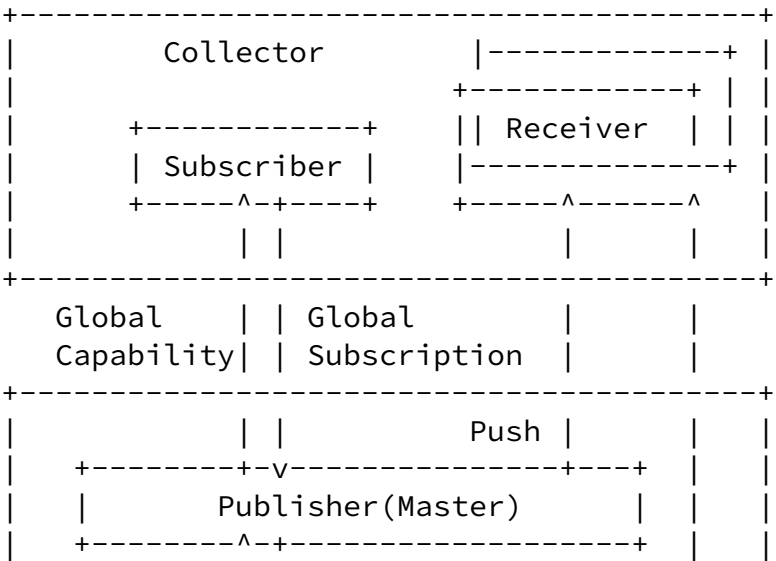 Collector
Receiver
Subscriber
Global Global
Capability Subscription
Push
Publisher(Master)